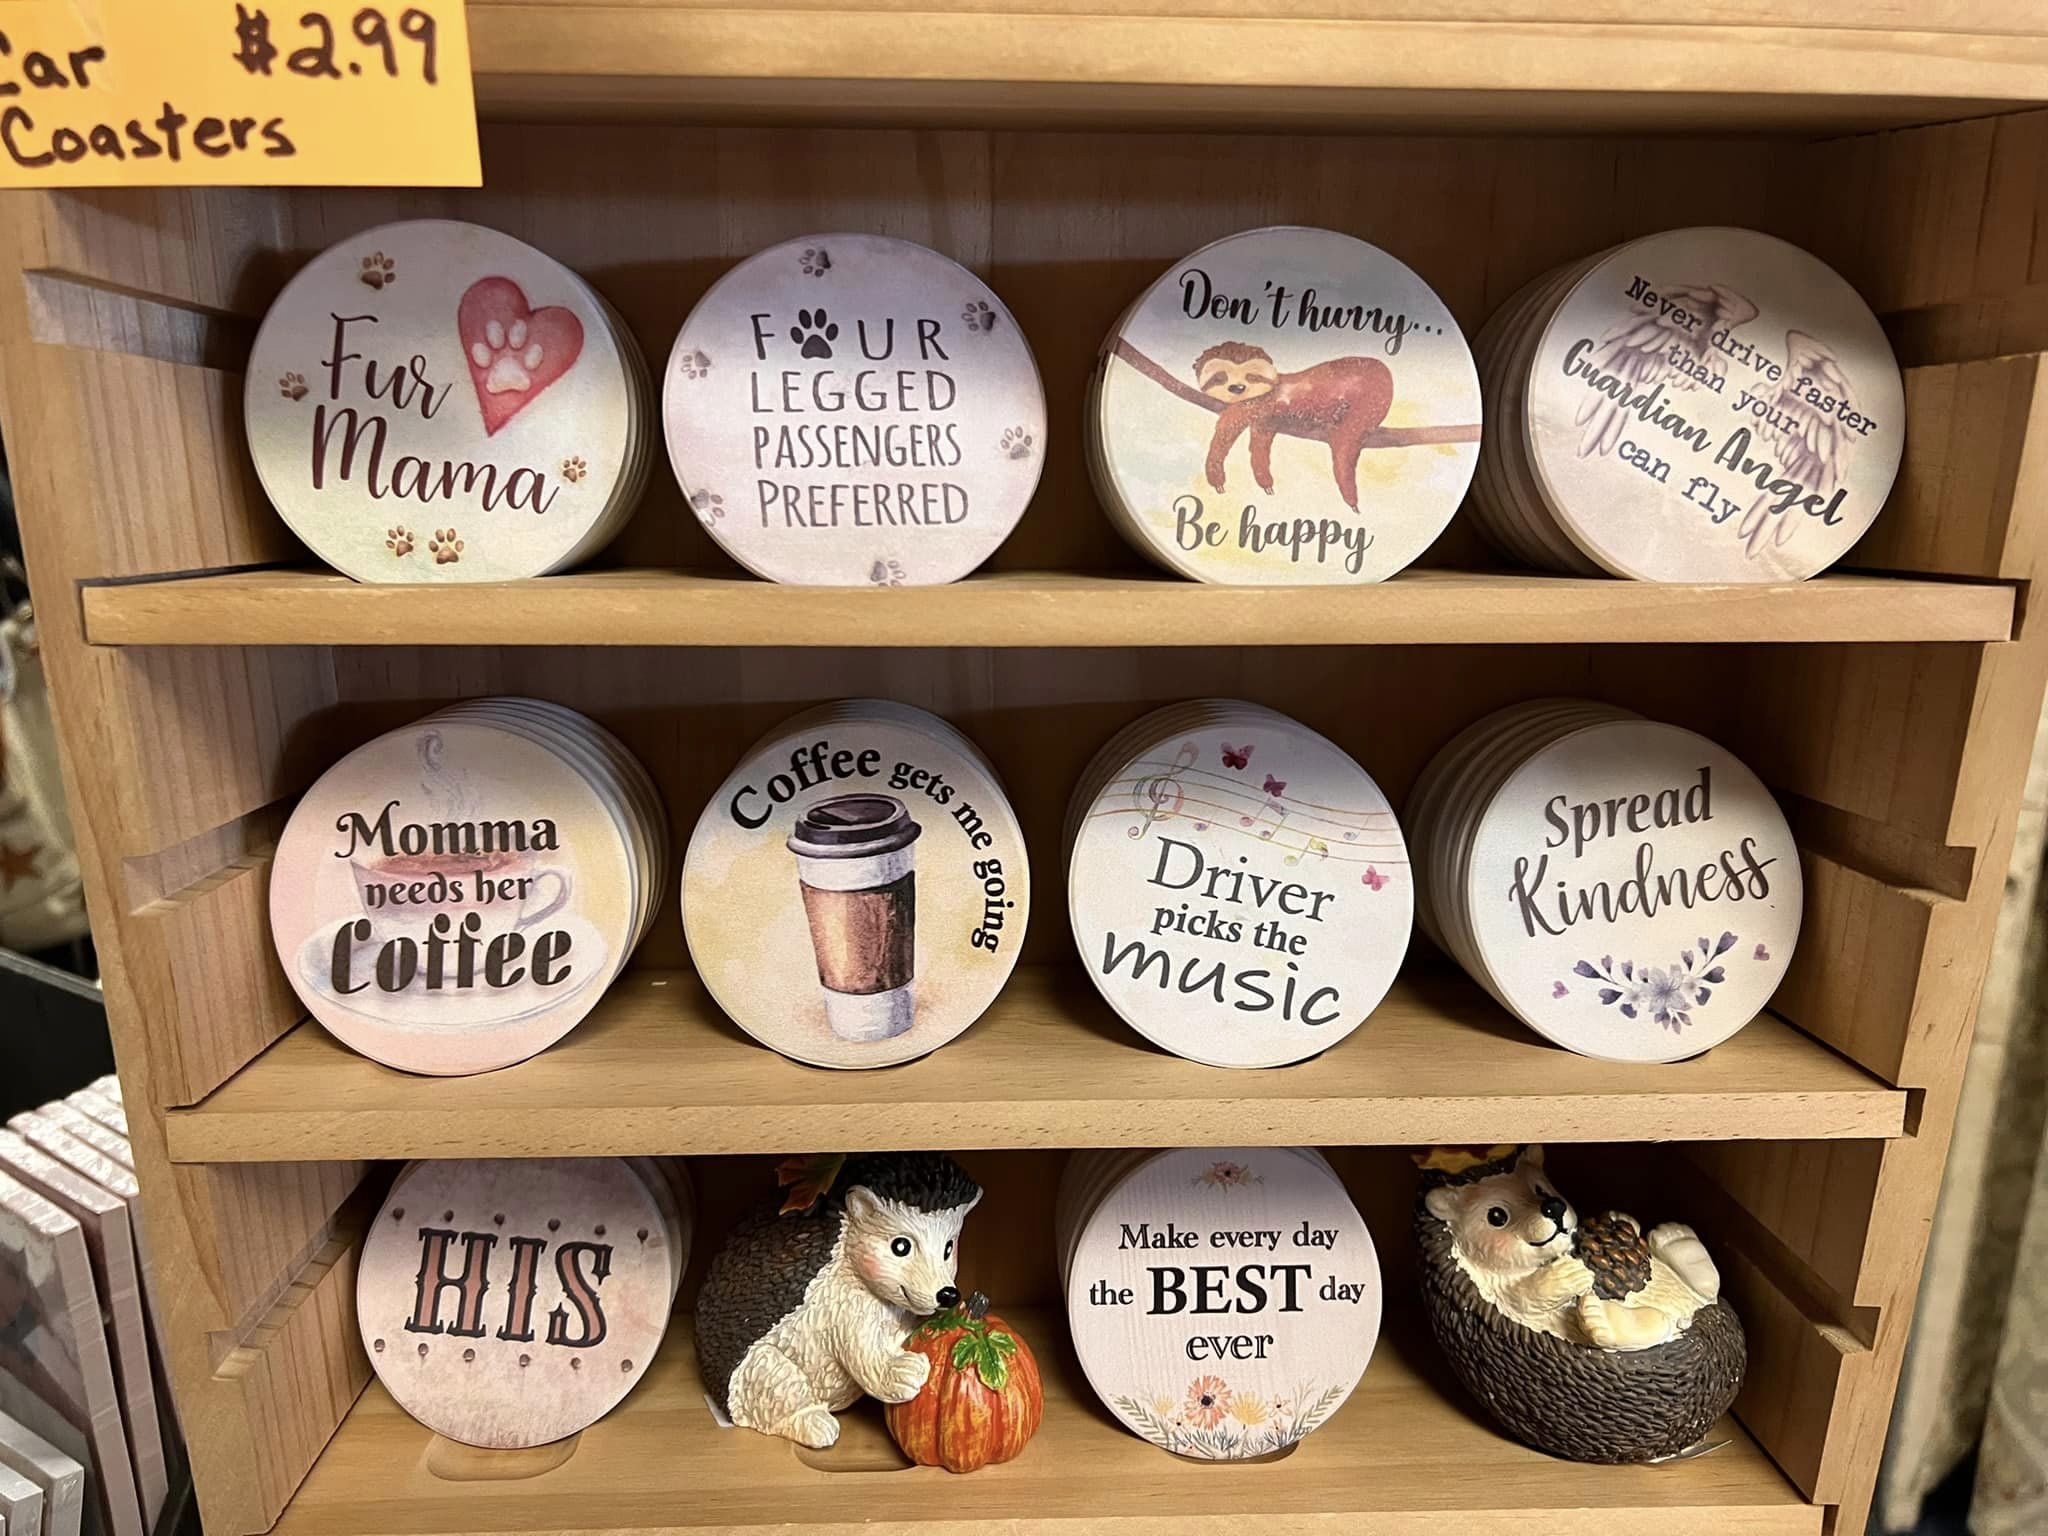 Car $2.99
Coasters
Fur
Mama
FOUR
LEGGED
PASSENGERS
PREFERRED
Don't hurry...
Be happy
Never drive faster
than your
Guardian Angel
can fly
Momma
needs her
Coffee
Coffee gets me going
Driver
picks the
music
Spread
Kindness
HIS
Make every day
the BEST day
ever